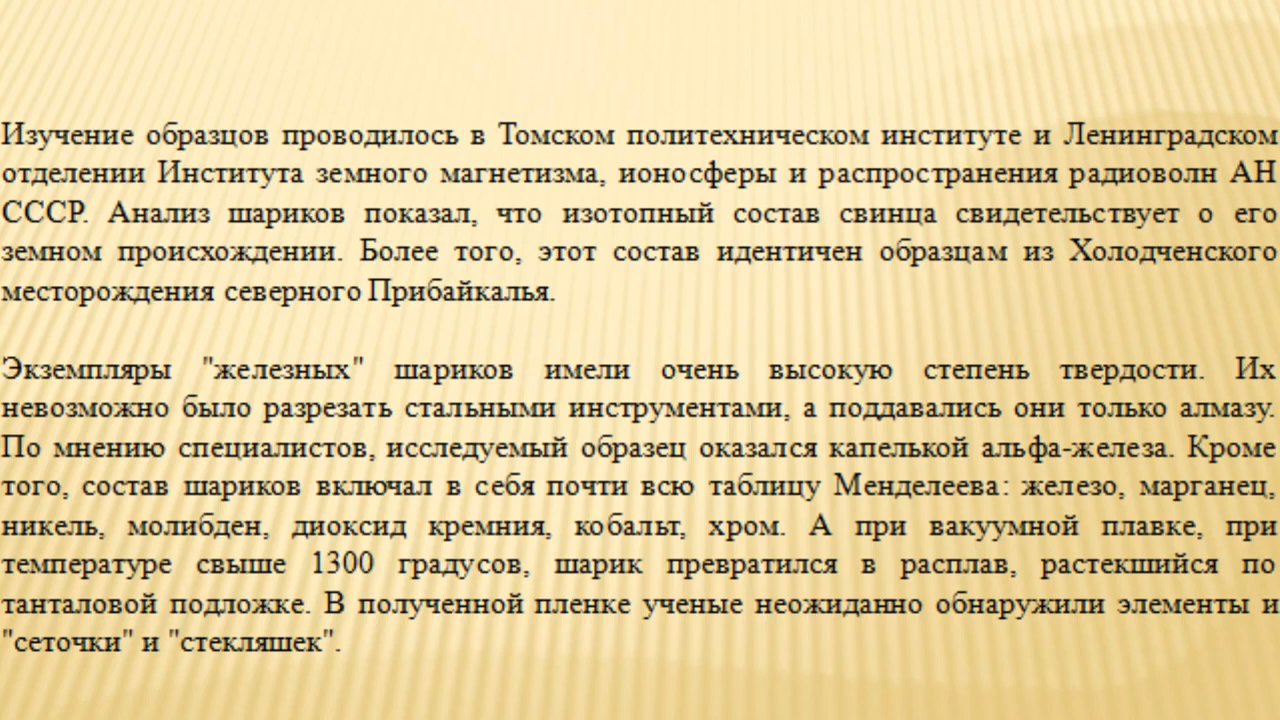 Изучение образцов проводилось в Томском политехническом институте и Ленинградском
отделении Института земного магнетизма, ионосферы и распространения радиоволн АН
СССР. Анализ шариков показал, что изотопный состав свинца свидетельствует о его
земном происхождении. Более того, этот состав идентичен образцам из Холодченского
месторождения северного Прибайкалья.
Экземпляры "железных" шариков имели очень высокую степень твердости. Их
невозможно было разрезать стальными инструментами, а поддавались они только алмазу.
По мнению специалистов, исследуемый образец оказался капелькой альфа-железа. Кроме
того, состав шариков включал в себя почти всю таблицу Менделеева: железо, марганец,
никель, молибден, диоксид кремния, кобальт, хром. А при вакуумной плавке, при
температуре свыше 1300 градусов, шарик превратился в расплав, растекшийся по
танталовой подложке. В полученной пленке ученые неожиданно обнаружили элементы и
"сеточки" и "стекляшек".